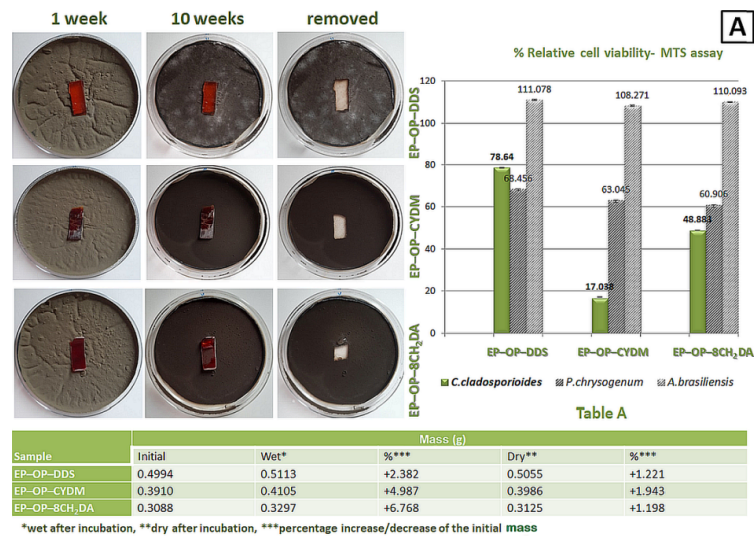 1 week 10 weeks removed
A
% Relative cell viability- MTS assay
EP–OP–DDS
EP–OP–CYDM
EP–OP–8CH₂DA
120
100
80
60
40
20
0
78.64
68.456
111.078
17.038
63.045
108.271
48.883
60.906
110.093
EP–OP–DDS EP–OP–CYDM EP–OP–8CH₂DA
C.cladosporioides P.chrysogenum A.brasiliensis
Table A
Mass (g)
Sample Initial Wet* %*** Dry** %***
EP–OP–DDS 0.4994 0.5113 +2.382 0.5055 +1.221
EP–OP–CYDM 0.3910 0.4105 +4.987 0.3986 +1.943
EP–OP–8CH₂DA 0.3088 0.3297 +6.768 0.3125 +1.198
*wet after incubation, **dry after incubation, ***percentage increase/decrease of the initial mass